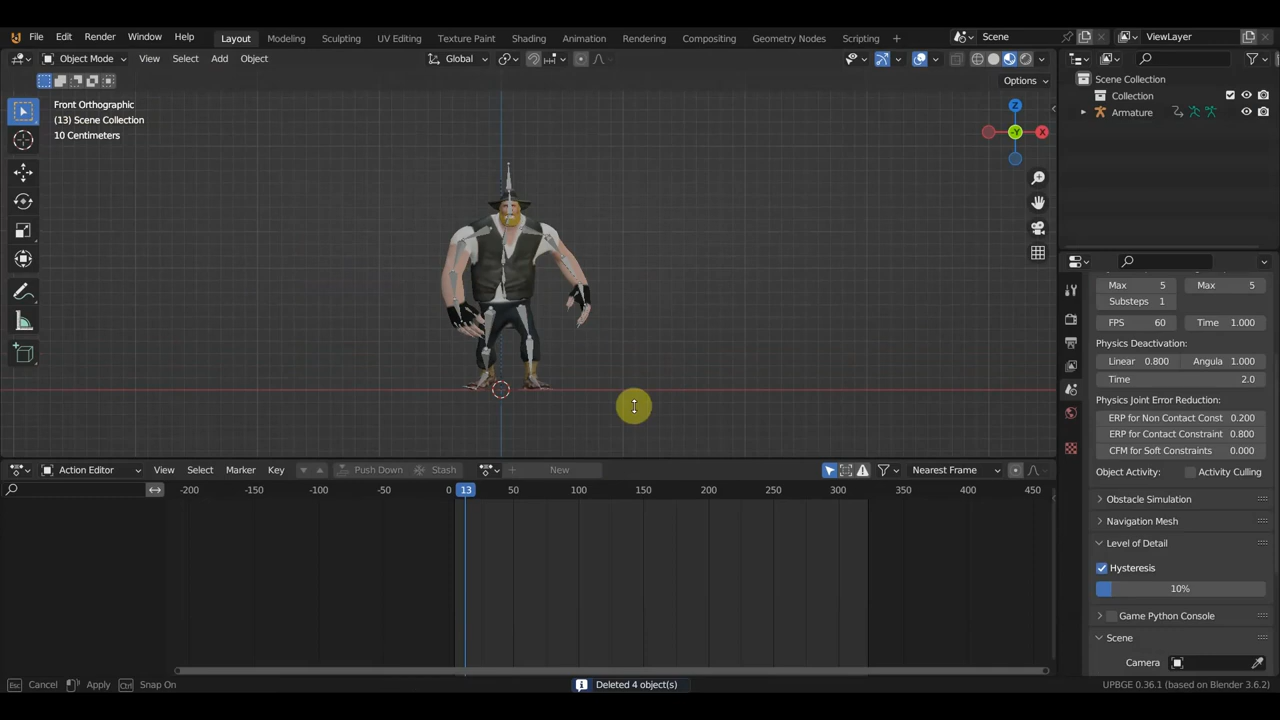 File Edit Render Window Help Layout Modeling Sculpting UV Editing Texture Paint Shading Animation Rendering Compositing Geometry Nodes Scripting Scene ViewLayer
Object Mode View Select Add Object Global
Options
Front Orthographic
(13) Scene Collection
10 Centimeters
Z
X
-Y
Scene Collection
Collection
Armature
Max 5 Max 5
Substeps 1
FPS 60 Time 1.000
Physics Deactivation:
Linear 0.800 Angula 1.000
Time 2.0
Physics Joint Error Reduction:
ERP for Non Contact Const 0.200
ERP for Contact Constraint 0.800
CFM for Soft Constraints 0.000
Object Activity: Activity Culling
Obstacle Simulation
Navigation Mesh
Level of Detail
Hysteresis
10%
Game Python Console
Scene
Camera
Action Editor View Select Marker Key Push Down Stash New Nearest Frame
-200 -150 -100 -50 0 13 50 100 150 200 250 300 350 400 450
Esc Cancel Apply Ctrl Snap On Deleted 4 object(s) UPBGE 0.36.1 (based on Blender 3.6.2)